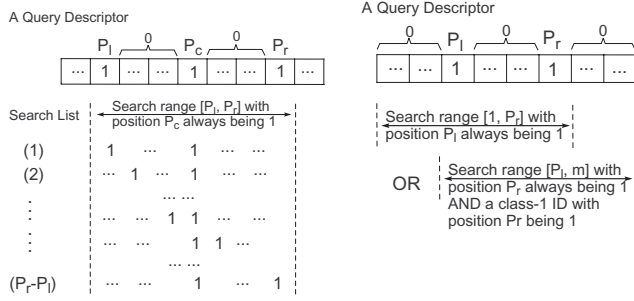 A Query Descriptor
0 0
P_l P_c P_r
... 1 ... ... 1 ... ... 1 ...
Search List
Search range [P_l, P_r] with
position P_c always being 1
(1) 1 ... 1 ... ...
(2) ... 1 ... 1 ... ...
... ...
... ... 1 1 ... ...
... ... 1 1 ...
... ...
(P_r-P_l) ... ... 1 ... 1
A Query Descriptor
0 0 0
P_l P_r
... ... 1 ... ... 1 ... ...
Search range [1, P_r] with
position P_l always being 1
OR
Search range [P_l, m] with
position P_r always being 1
AND a class-1 ID with
position Pr being 1